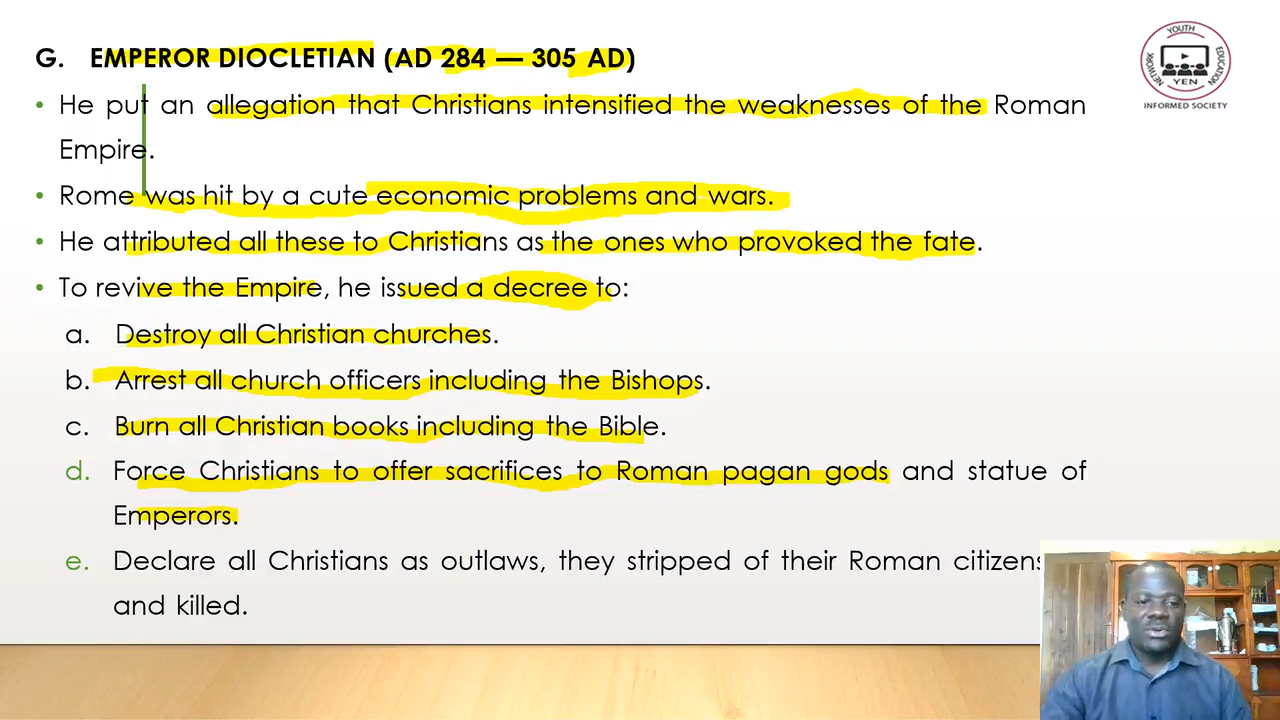 G. EMPEROR DIOCLETIAN (AD 284 — 305 AD)
• He put an allegation that Christians intensified the weaknesses of the Roman
Empire.
• Rome was hit by a cute economic problems and wars.
• He attributed all these to Christians as the ones who provoked the fate.
• To revive the Empire, he issued a decree to:
a. Destroy all Christian churches.
b. Arrest all church officers including the Bishops.
c. Burn all Christian books including the Bible.
d. Force Christians to offer sacrifices to Roman pagan gods and statue of
Emperors.
e. Declare all Christians as outlaws, they stripped of their Roman
and killed.
YOUTH
EDUCATION
NETWORK
YEN
INFORMED SOCIETY